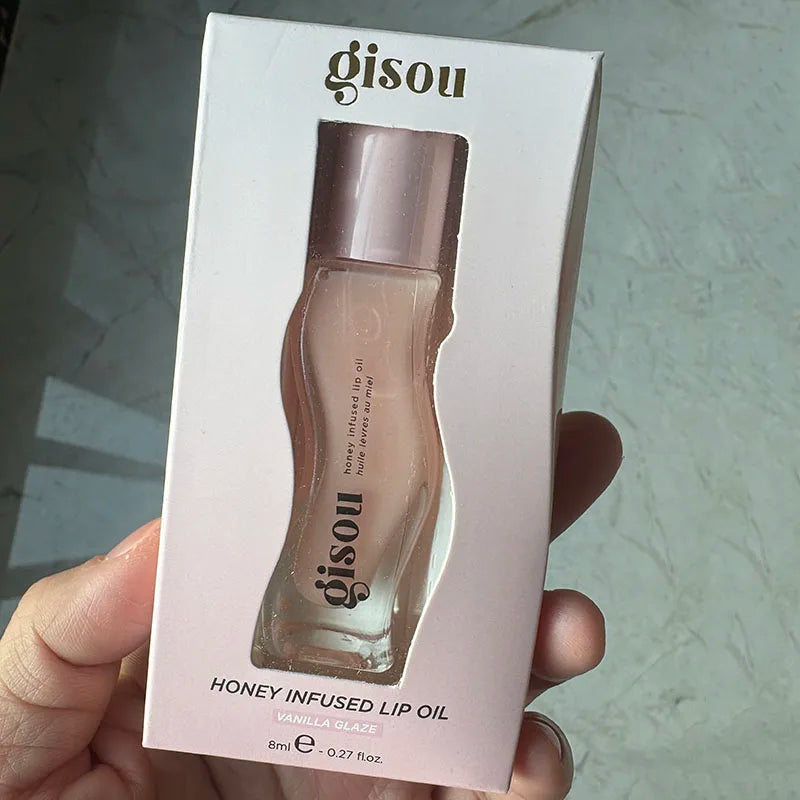 gisou
honey infused lip oil
huile lèvres au miel
gisou
HONEY INFUSED LIP OIL
VANILLA GLAZE
8ml e - 0.27 fl.oz.